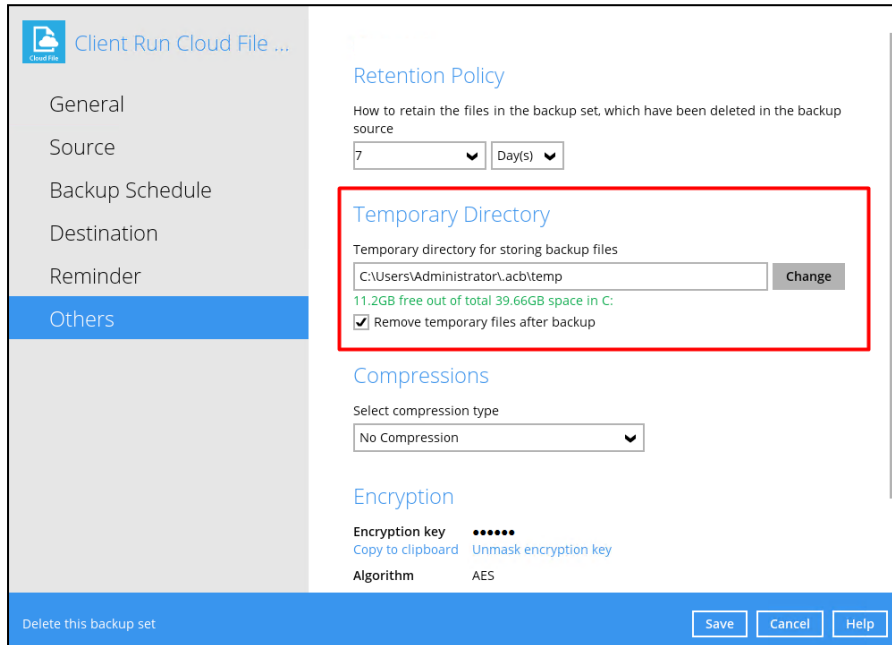 Cloud File
Client Run Cloud File ...
General
Source
Backup Schedule
Destination
Reminder
Others
Retention Policy
How to retain the files in the backup set, which have been deleted in the backup
source
7 Day(s)
Temporary Directory
Temporary directory for storing backup files
C:\Users\Administrator\.acb\temp Change
11.2GB free out of total 39.66GB space in C:
Remove temporary files after backup
Compressions
Select compression type
No Compression
Encryption
Encryption key ••••••
Copy to clipboard Unmask encryption key
Algorithm AES
Delete this backup set Save Cancel Help